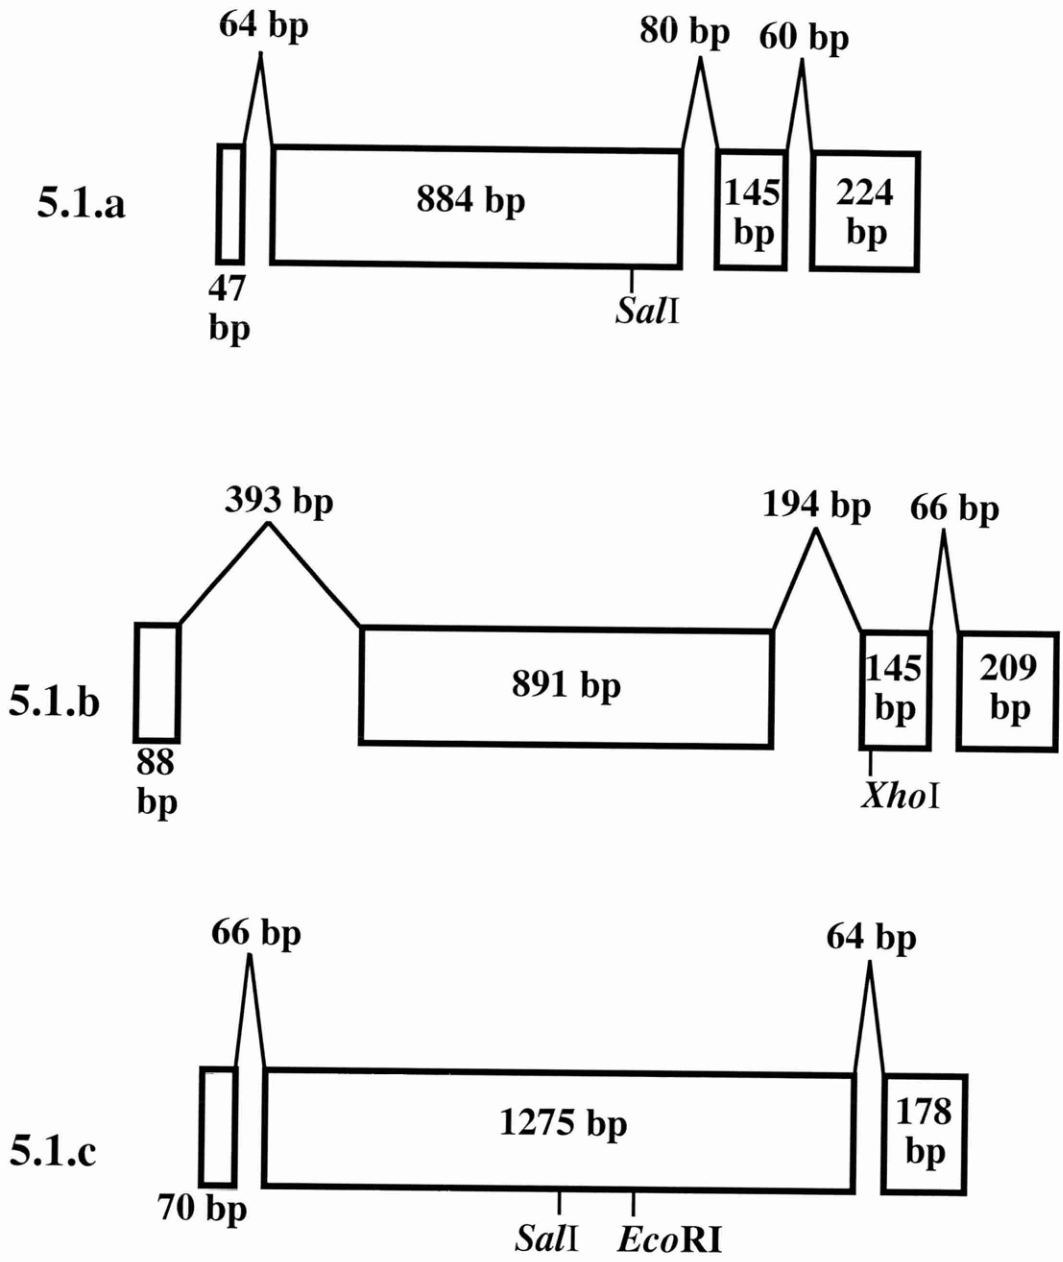 64 bp
80 bp
60 bp
5.1.a
884 bp
145
bp
224
bp
47
bp
SalI
393 bp
194 bp
66 bp
5.1.b
891 bp
145
bp
209
bp
88
bp
XhoI
66 bp
64 bp
5.1.c
1275 bp
178
bp
70 bp
SalI
EcoRI